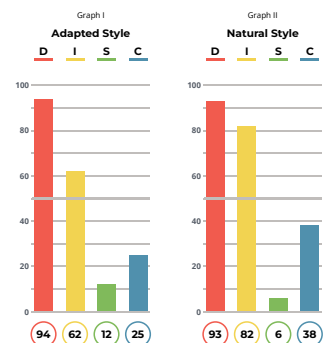 Graph I
Adapted Style
D I S C
100
80
60
40
20
0
94 62 12 25
Graph II
Natural Style
D I S C
100
80
60
40
20
0
93 82 6 38